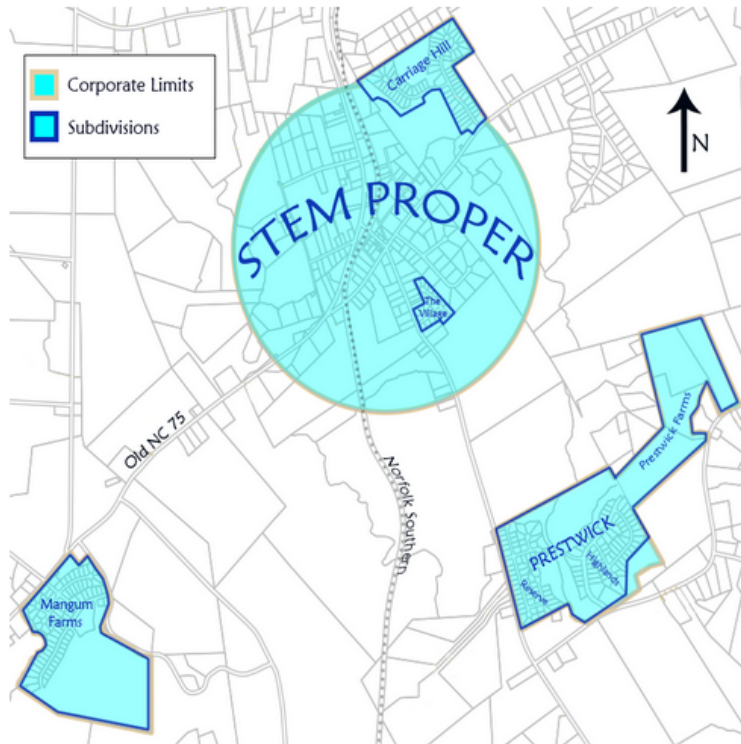 Corporate Limits
Subdivisions
Carriage Hill
N
STEM PROPER
The
Village
Old NC 75
Norfolk Southern
Prestwick Farms
PRESTWICK
Reserve
Highlands
Mangum
Farms